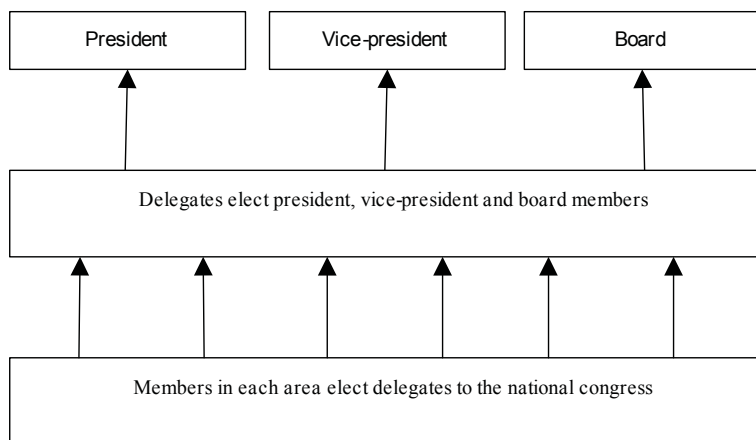 President
Vice-president
Board
Delegates elect president, vice-president and board members
Members in each area elect delegates to the national congress